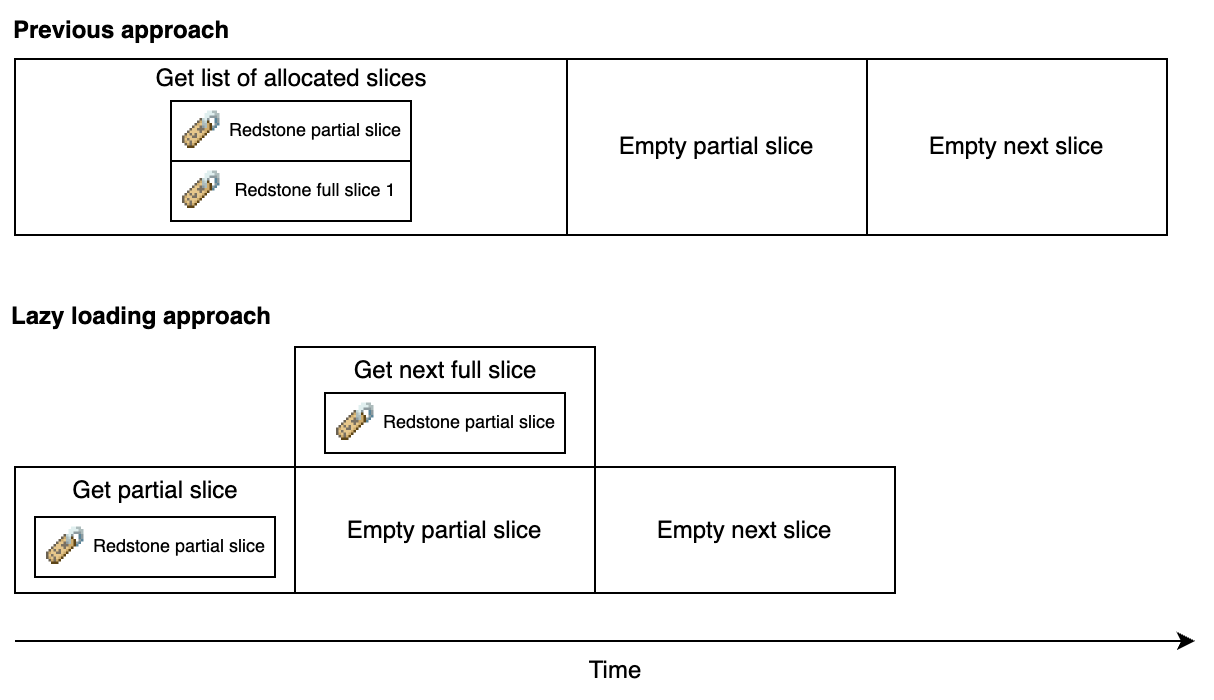 Previous approach
Get list of allocated slices
Redstone partial slice
Redstone full slice 1
Empty partial slice
Empty next slice
Lazy loading approach
Get next full slice
Redstone partial slice
Get partial slice
Redstone partial slice
Empty partial slice
Empty next slice
Time